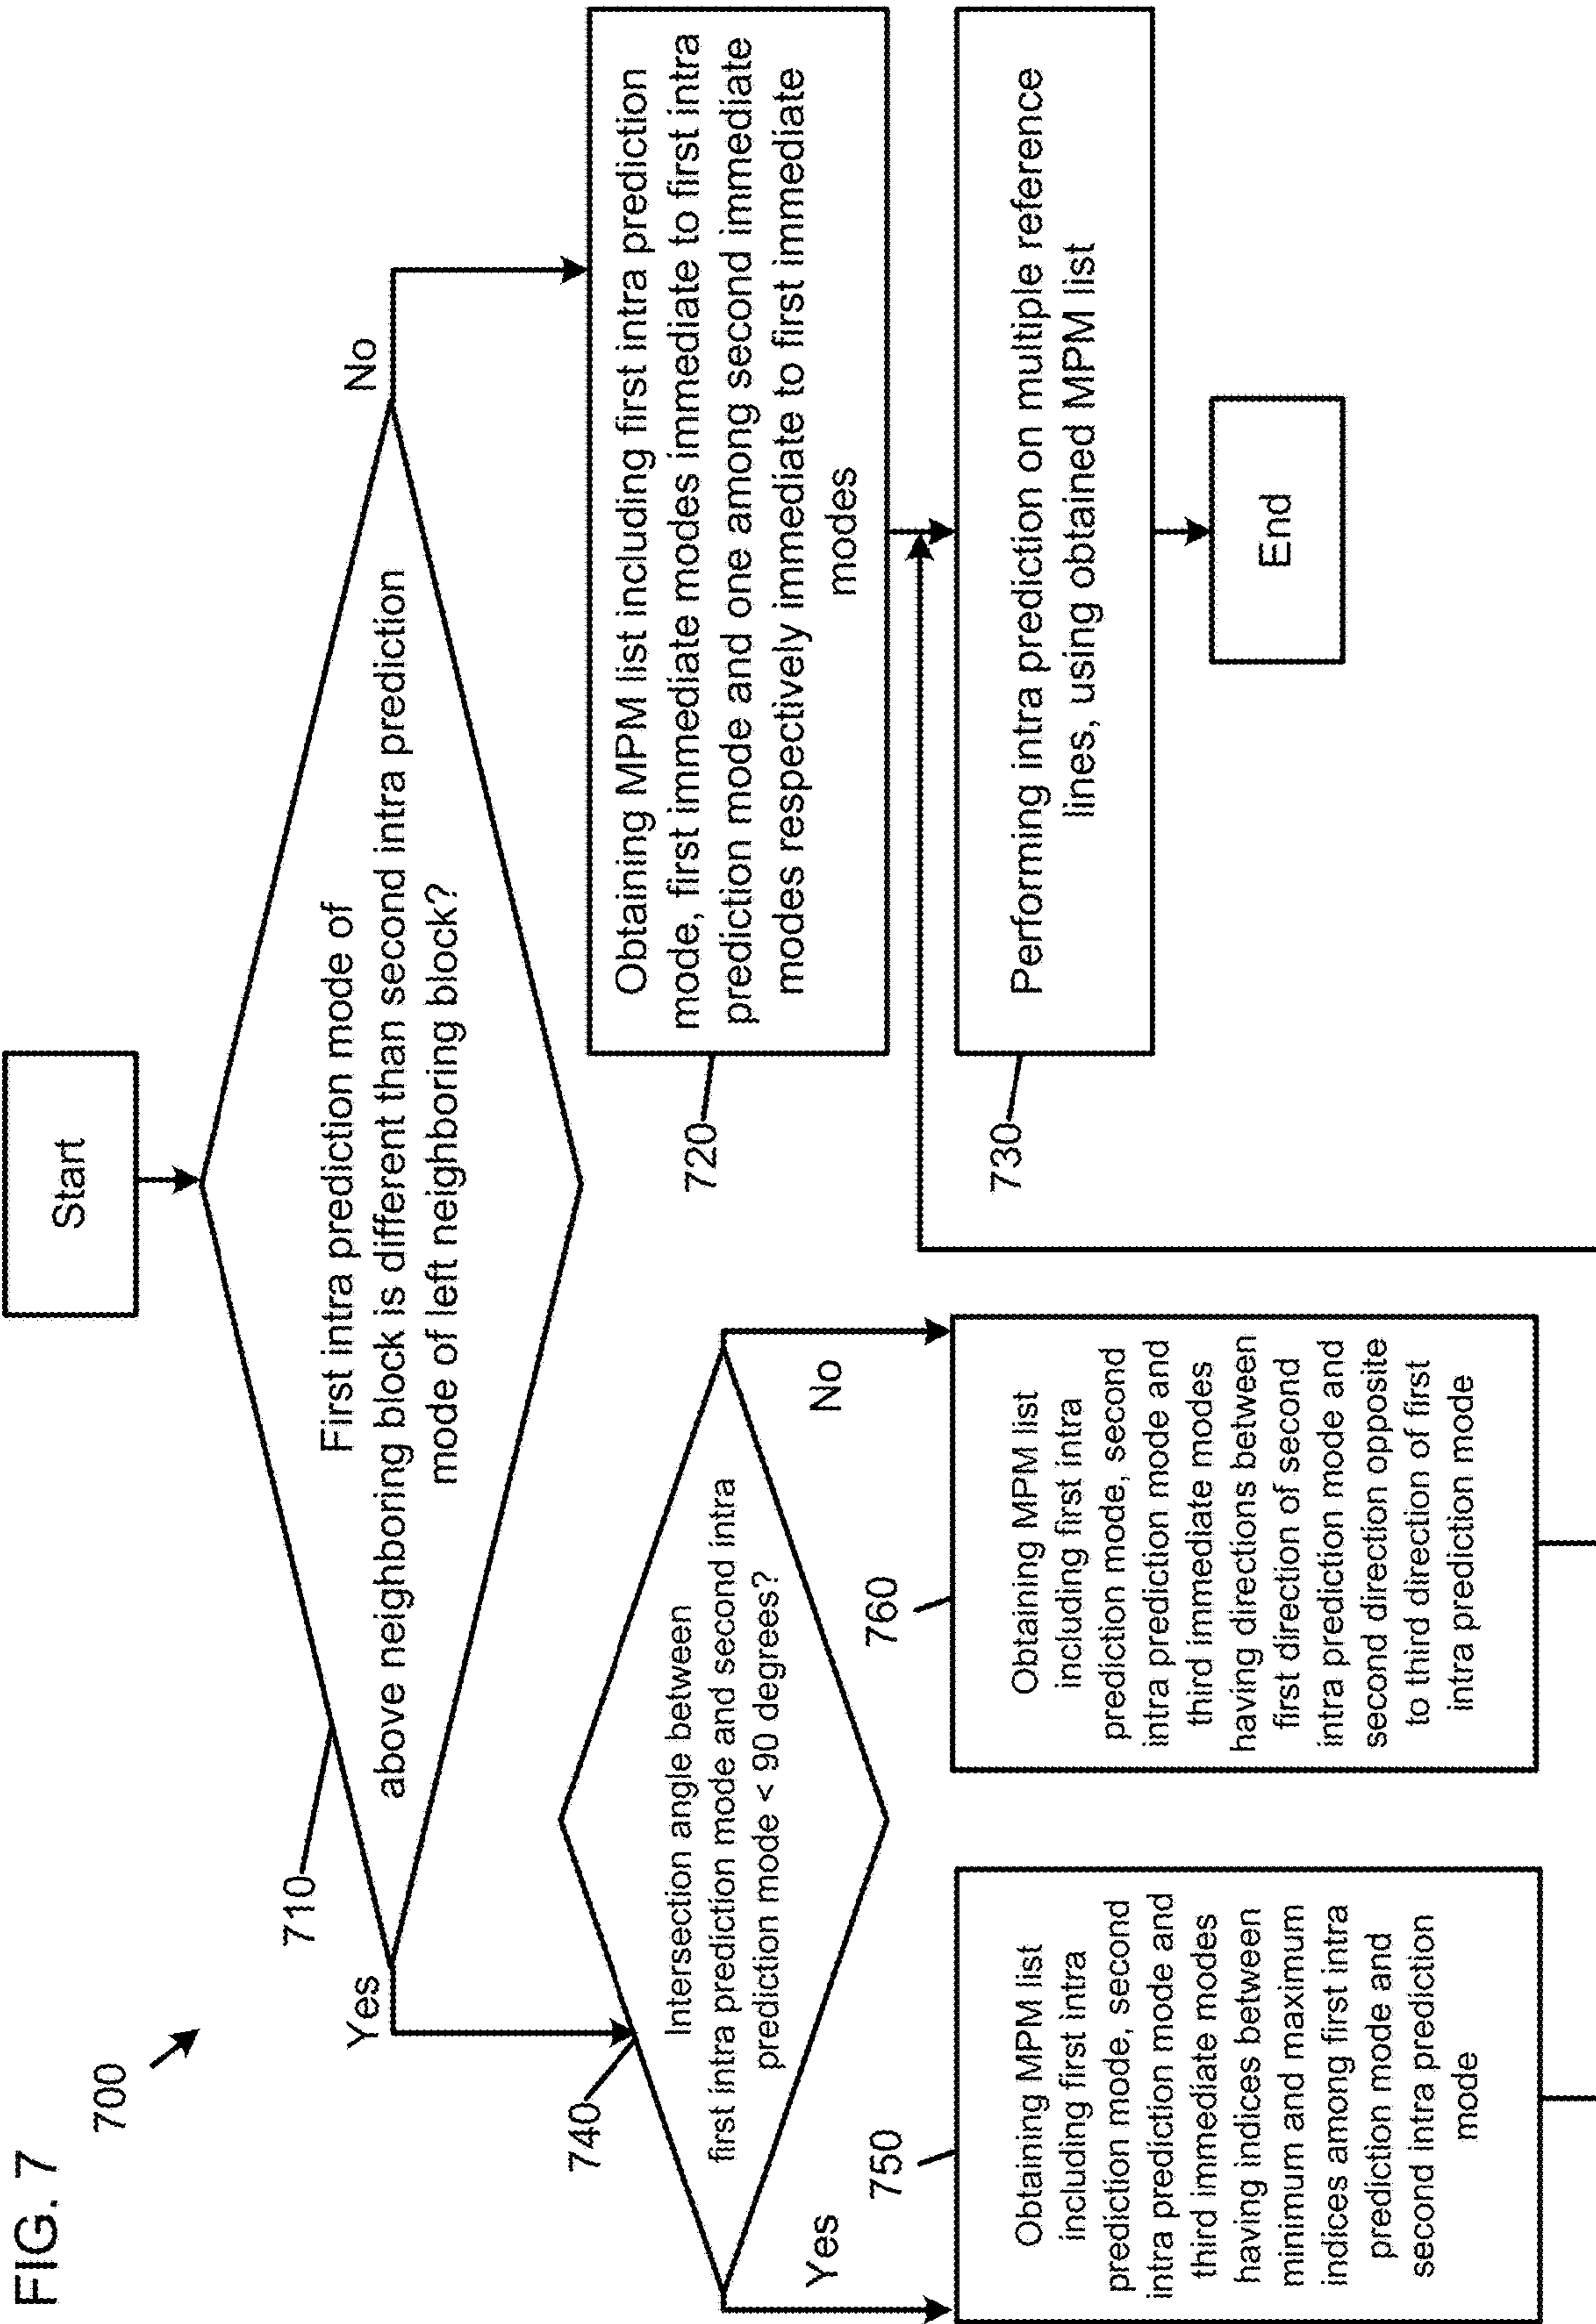 FIG. 7
700
Start
710
First intra prediction mode of
above neighboring block is different than second intra prediction
mode of left neighboring block?
Yes
No
740
Intersection angle between
first intra prediction mode and second intra
prediction mode < 90 degrees?
Yes
No
720
Obtaining MPM list including first intra prediction
mode, first immediate modes immediate to first intra
prediction mode and one among second immediate
modes respectively immediate to first immediate
modes
750
Obtaining MPM list
including first intra
prediction mode, second
intra prediction mode and
third immediate modes
having indices between
minimum and maximum
indices among first intra
prediction mode and
second intra prediction
mode
760
Obtaining MPM list
including first intra
prediction mode, second
intra prediction mode and
third immediate modes
having directions between
first direction of second
intra prediction mode and
second direction opposite
to third direction of first
intra prediction mode
730
Performing intra prediction on multiple reference
lines, using obtained MPM list
End